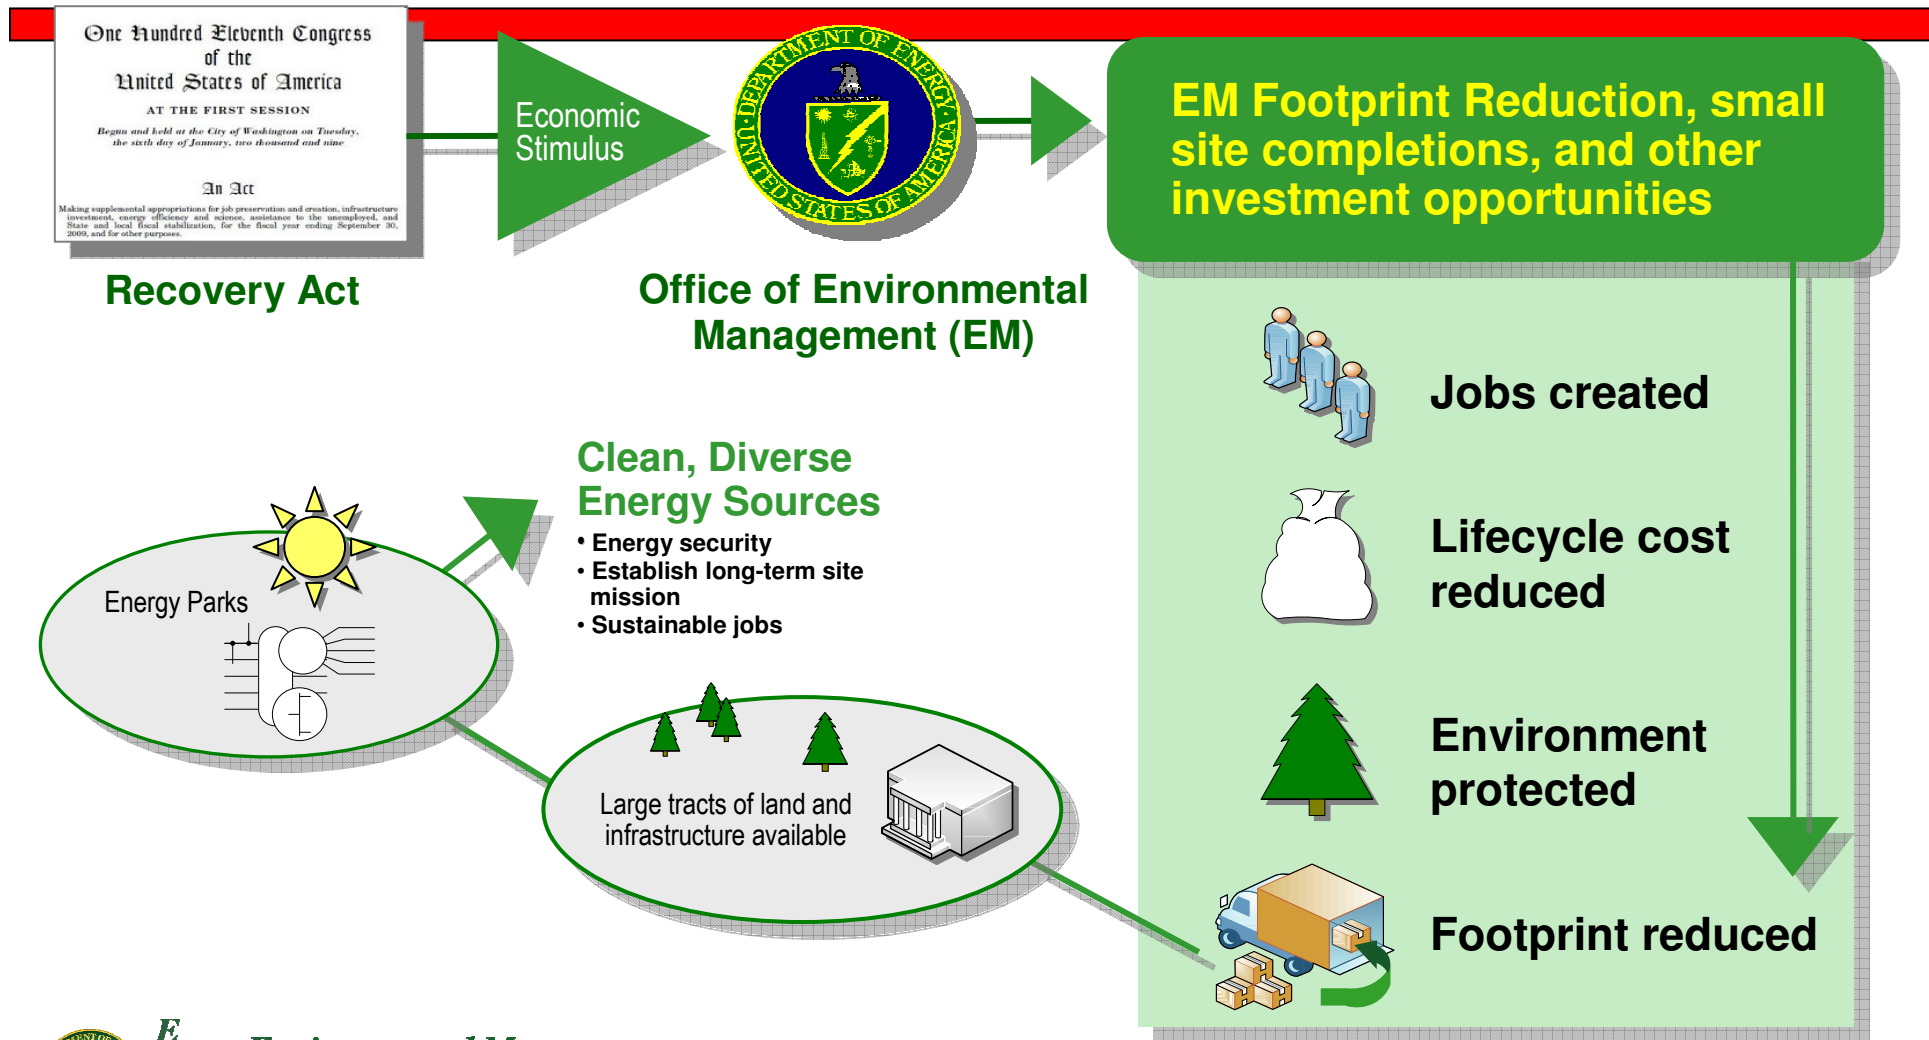 One Hundred Eleventh Congress
of the
United States of America
AT THE FIRST SESSION
Begun and held at the City of Washington on Tuesday,
the sixth day of January, two thousand and nine
An Act
Making supplemental appropriations for job preservation and creation, infrastructure
investment, energy efficiency and science, assistance to the unemployed, and
State and local fiscal stabilization, for the fiscal year ending September 30,
2009, and for other purposes.
Recovery Act
Economic
Stimulus
DEPARTMENT OF ENERGY
UNITED STATES OF AMERICA
Office of Environmental
Management (EM)
EM Footprint Reduction, small
site completions, and other
investment opportunities
Jobs created
Lifecycle cost
reduced
Environment
protected
Footprint reduced
Clean, Diverse
Energy Sources
• Energy security
• Establish long-term site
mission
• Sustainable jobs
Energy Parks
Large tracts of land and
infrastructure available
E